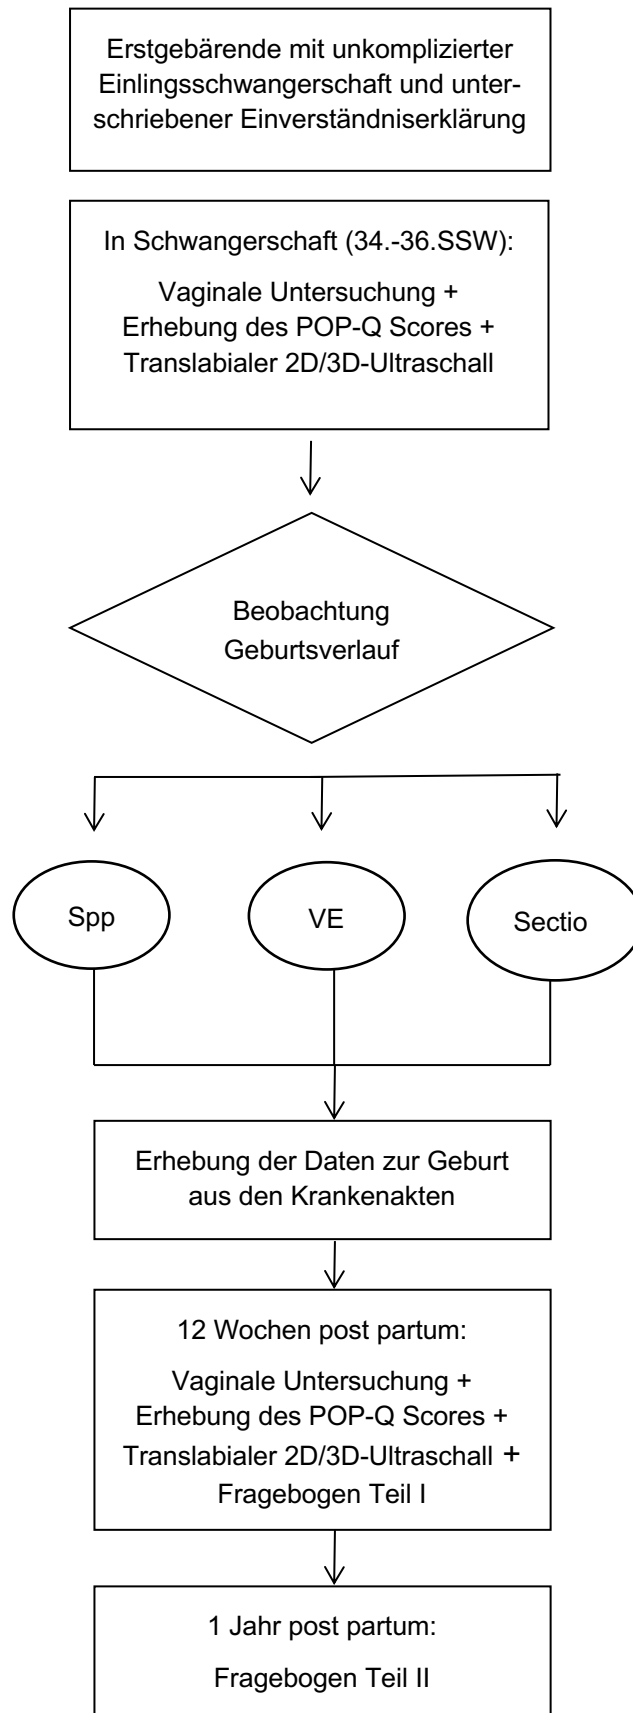 Erstgebärende mit unkomplizierter
Einlingsschwangerschaft und unter-
schriebener Einverständniserklärung
In Schwangerschaft (34.-36.SSW):
Vaginale Untersuchung +
Erhebung des POP-Q Scores +
Translabialer 2D/3D-Ultraschall
Beobachtung
Geburtsverlauf
Spp
VE
Sectio
Erhebung der Daten zur Geburt
aus den Krankenakten
12 Wochen post partum:
Vaginale Untersuchung +
Erhebung des POP-Q Scores +
Translabialer 2D/3D-Ultraschall +
Fragebogen Teil I
1 Jahr post partum:
Fragebogen Teil II